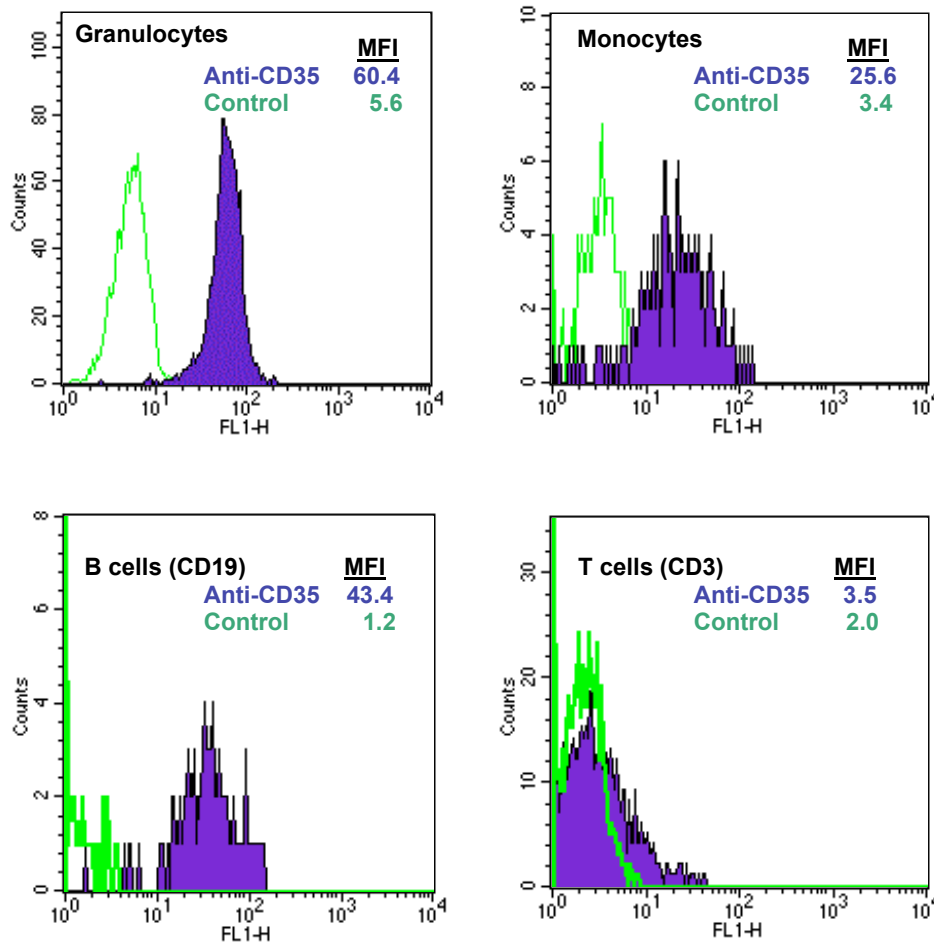 Granulocytes
MFI
Anti-CD35 60.4
Control 5.6
100
80
60
40
20
0
Counts
10⁰ 10¹ 10² 10³ 10⁴
FL1-H
Monocytes
MFI
Anti-CD35 25.6
Control 3.4
10
8
6
4
2
0
Counts
10⁰ 10¹ 10² 10³ 10⁴
FL1-H
B cells (CD19) MFI
Anti-CD35 43.4
Control 1.2
8
6
4
2
0
Counts
10⁰ 10¹ 10² 10³ 10⁴
FL1-H
T cells (CD3) MFI
Anti-CD35 3.5
Control 2.0
30
20
10
0
Counts
10⁰ 10¹ 10² 10³ 10⁴
FL1-H